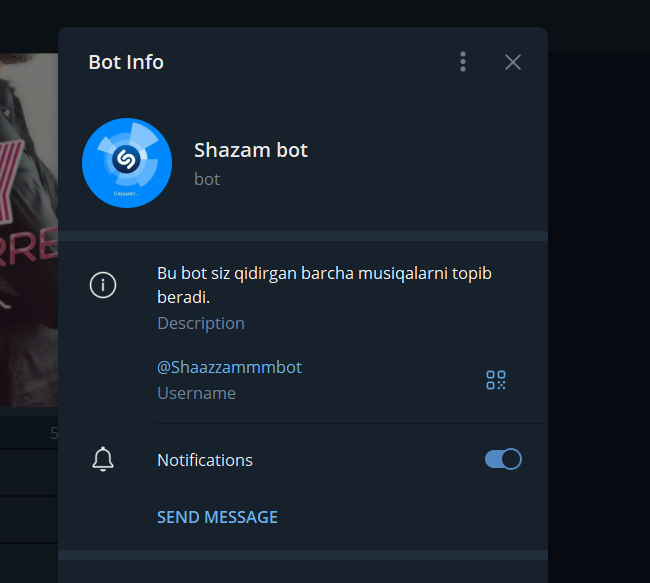 Bot Info
Shazam bot
bot
Bu bot siz qidirgan barcha musiqalarni topib
beradi.
Description
@Shaazzammmbot
Username
Notifications
SEND MESSAGE